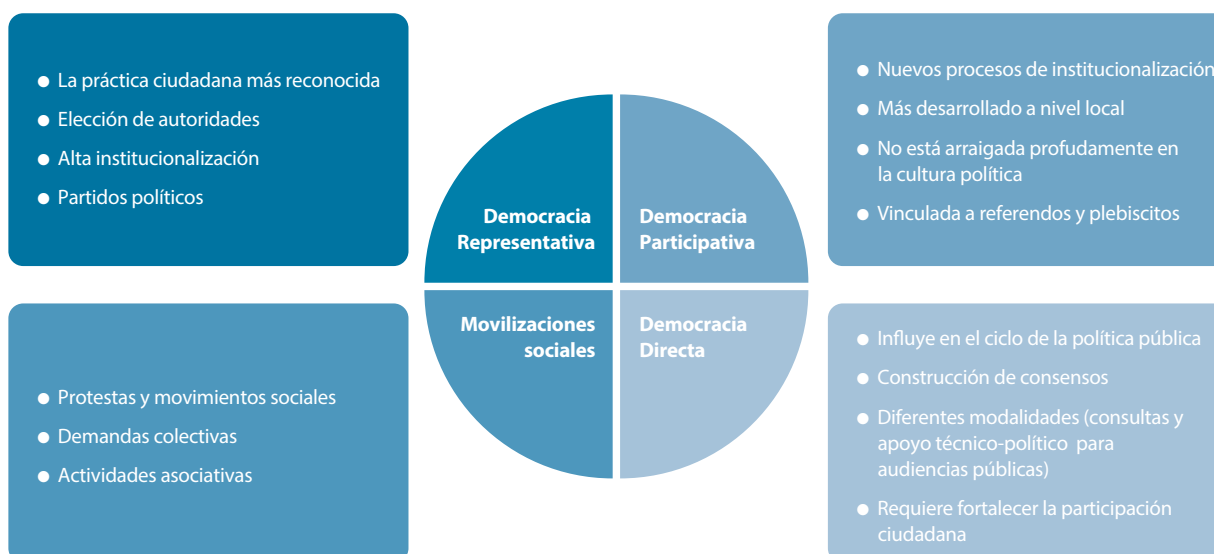 La práctica ciudadana más reconocida
Elección de autoridades
Alta institucionalización
Partidos políticos
Nuevos procesos de institucionalización
Más desarrollado a nivel local
No está arraigada profudamente en
la cultura política
Vinculada a referendos y plebiscitos
Democracia
Representativa
Democracia
Participativa
Movilizaciones
sociales
Democracia
Directa
Protestas y movimientos sociales
Demandas colectivas
Actividades asociativas
Influye en el ciclo de la política pública
Construcción de consensos
Diferentes modalidades (consultas y
apoyo técnico-político para
audiencias públicas)
Requiere fortalecer la participación
ciudadana